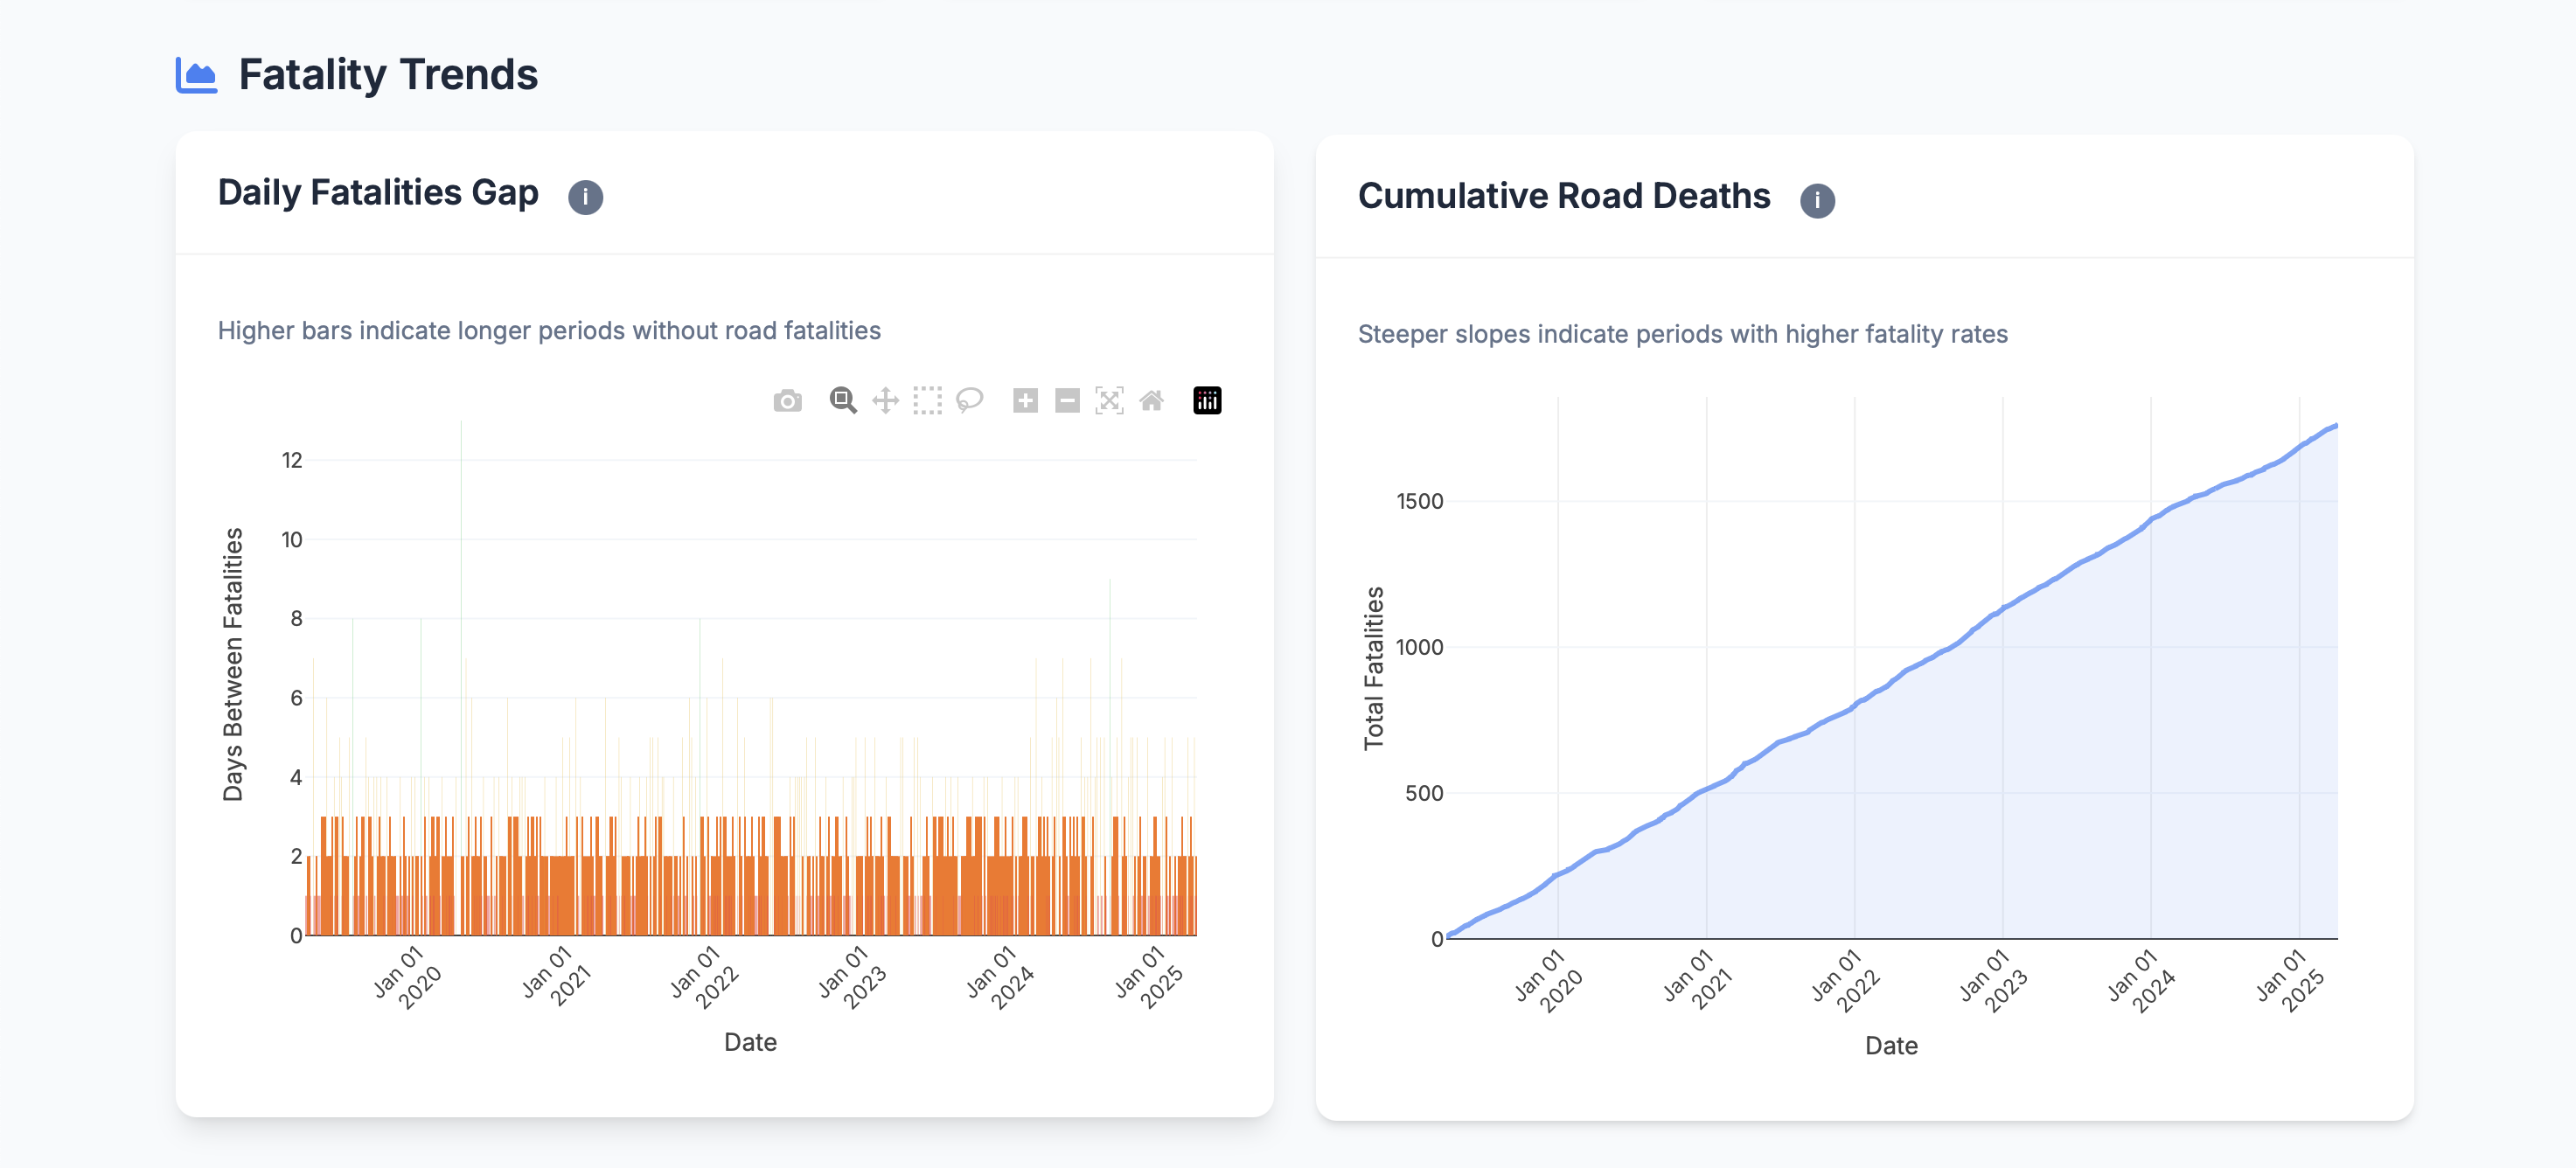 Fatality Trends
Daily Fatalities Gap
i
Higher bars indicate longer periods without road fatalities
12
10
8
6
4
2
0
Days Between Fatalities
Jan 01
2020
Jan 01
2021
Jan 01
2022
Jan 01
2023
Jan 01
2024
Jan 01
2025
Date
Cumulative Road Deaths
i
Steeper slopes indicate periods with higher fatality rates
1500
1000
500
0
Total Fatalities
Jan 01
2020
Jan 01
2021
Jan 01
2022
Jan 01
2023
Jan 01
2024
Jan 01
2025
Date